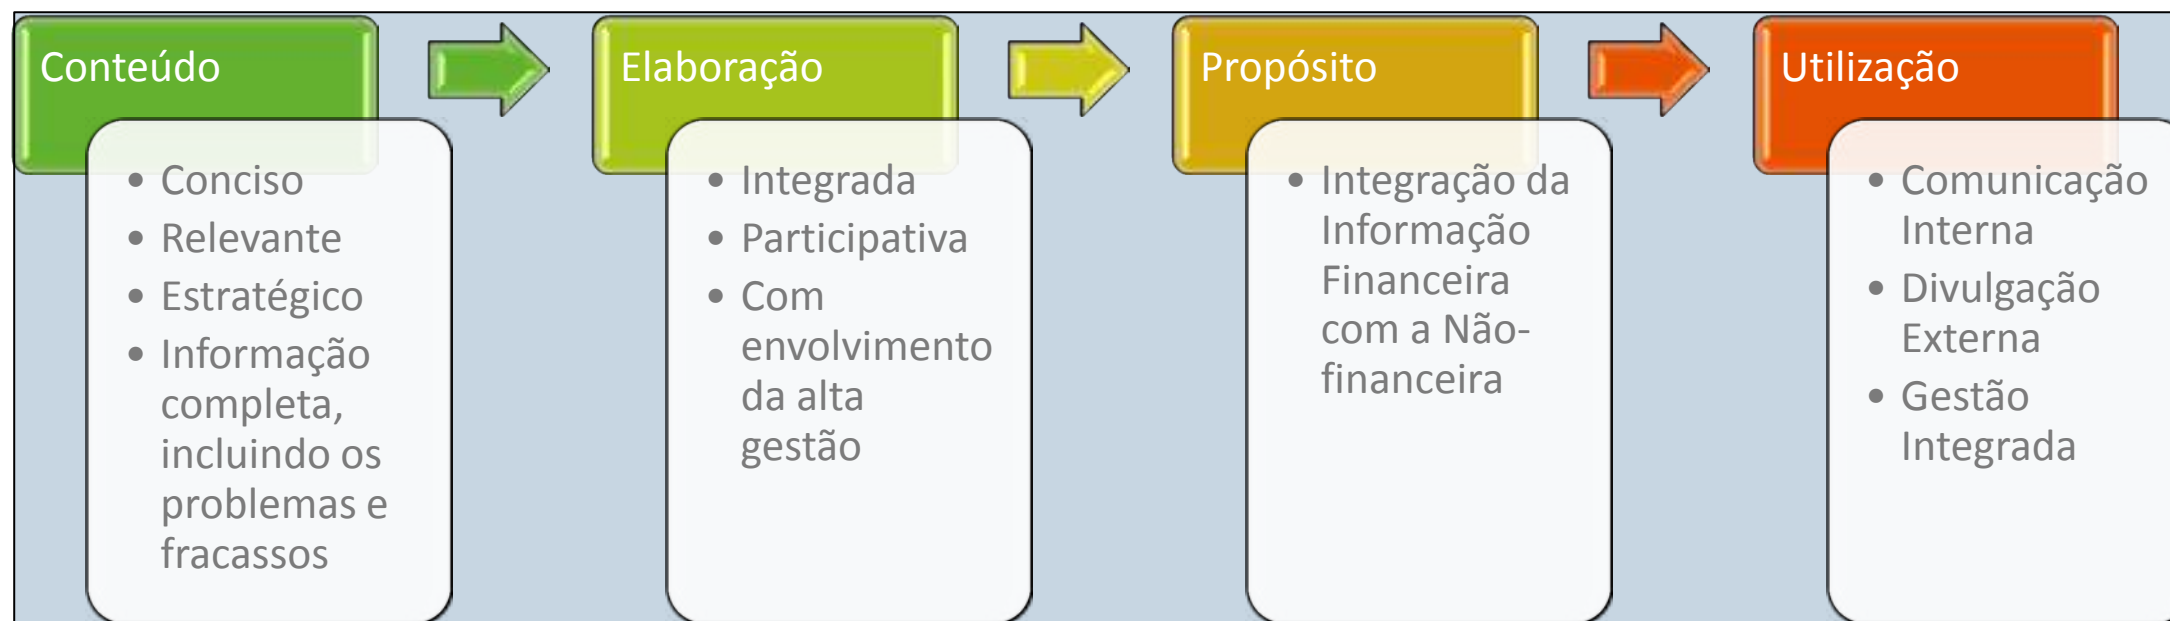 Conteúdo
• Conciso
• Relevante
• Estratégico
• Informação
completa,
incluindo os
problemas e
fracassos
Elaboração
• Integrada
• Participativa
• Com
envolvimento
da alta
gestão
Propósito
• Integração da
Informação
Financeira
com a Não-
financeira
Utilização
• Comunicação
Interna
• Divulgação
Externa
• Gestão
Integrada